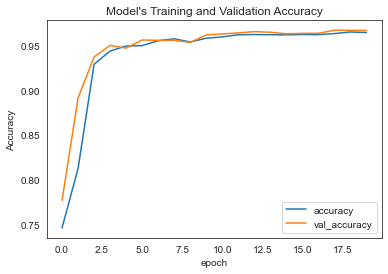 Model's Training and Validation Accuracy
Accuracy
0.95
0.90
0.85
0.80
0.75
0.0 2.5 5.0 7.5 10.0 12.5 15.0 17.5
epoch
accuracy
val_accuracy